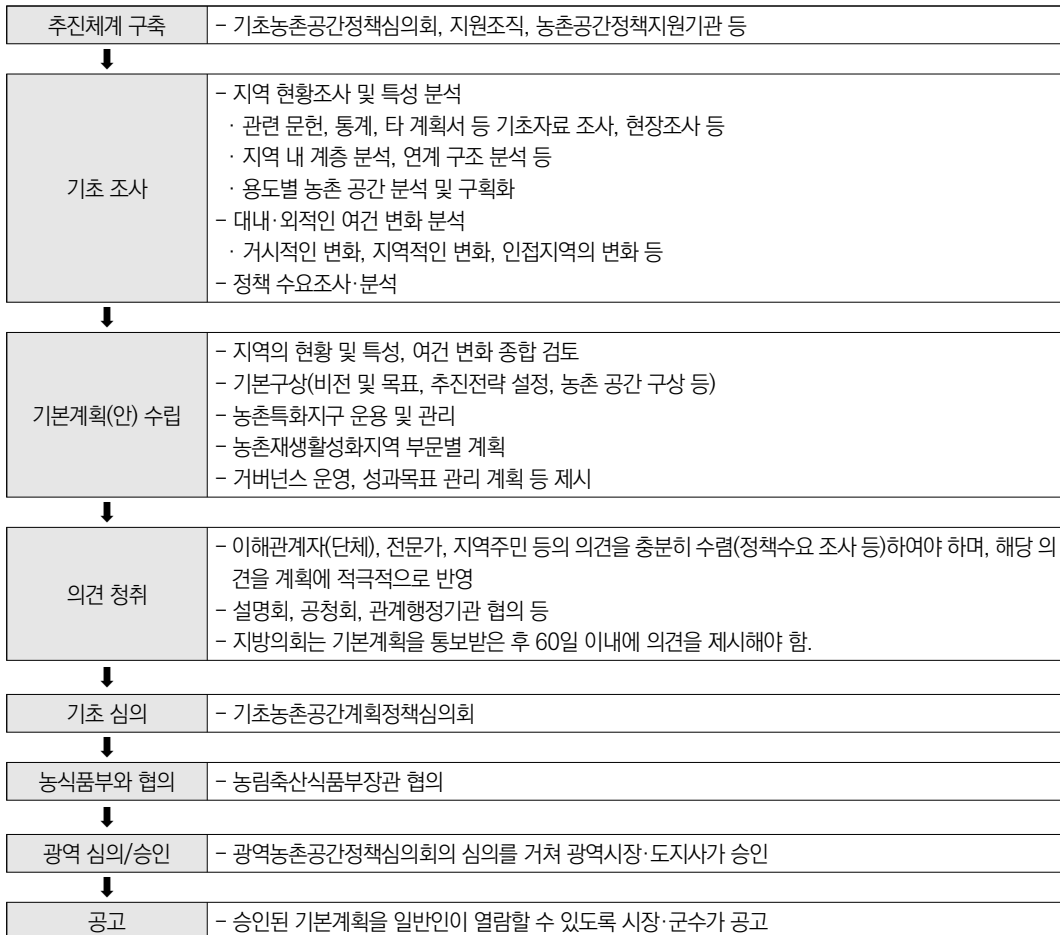 추진체계 구축
– 기초농촌공간정책심의회, 지원조직, 농촌공간정책지원기관 등
기초 조사
– 지역 현황조사 및 특성 분석
· 관련 문헌, 통계, 타 계획서 등 기초자료 조사, 현장조사 등
· 지역 내 계층 분석, 연계 구조 분석 등
· 용도별 농촌 공간 분석 및 구획화
– 대내·외적인 여건 변화 분석
· 거시적인 변화, 지역적인 변화, 인접지역의 변화 등
– 정책 수요조사·분석
기본계획(안) 수립
– 지역의 현황 및 특성, 여건 변화 종합 검토
– 기본구상(비전 및 목표, 추진전략 설정, 농촌 공간 구상 등)
– 농촌특화지구 운용 및 관리
– 농촌재생활성화지역 부문별 계획
– 거버넌스 운영, 성과목표 관리 계획 등 제시
의견 청취
– 이해관계자(단체), 전문가, 지역주민 등의 의견을 충분히 수렴(정책수요 조사 등)하여야 하며, 해당 의
견을 계획에 적극적으로 반영
– 설명회, 공청회, 관계행정기관 협의 등
– 지방의회는 기본계획을 통보받은 후 60일 이내에 의견을 제시해야 함.
기초 심의
– 기초농촌공간계획정책심의회
농식품부와 협의
– 농림축산식품부장관 협의
광역 심의/승인
– 광역농촌공간정책심의회의 심의를 거쳐 광역시장·도지사가 승인
공고
– 승인된 기본계획을 일반인이 열람할 수 있도록 시장·군수가 공고